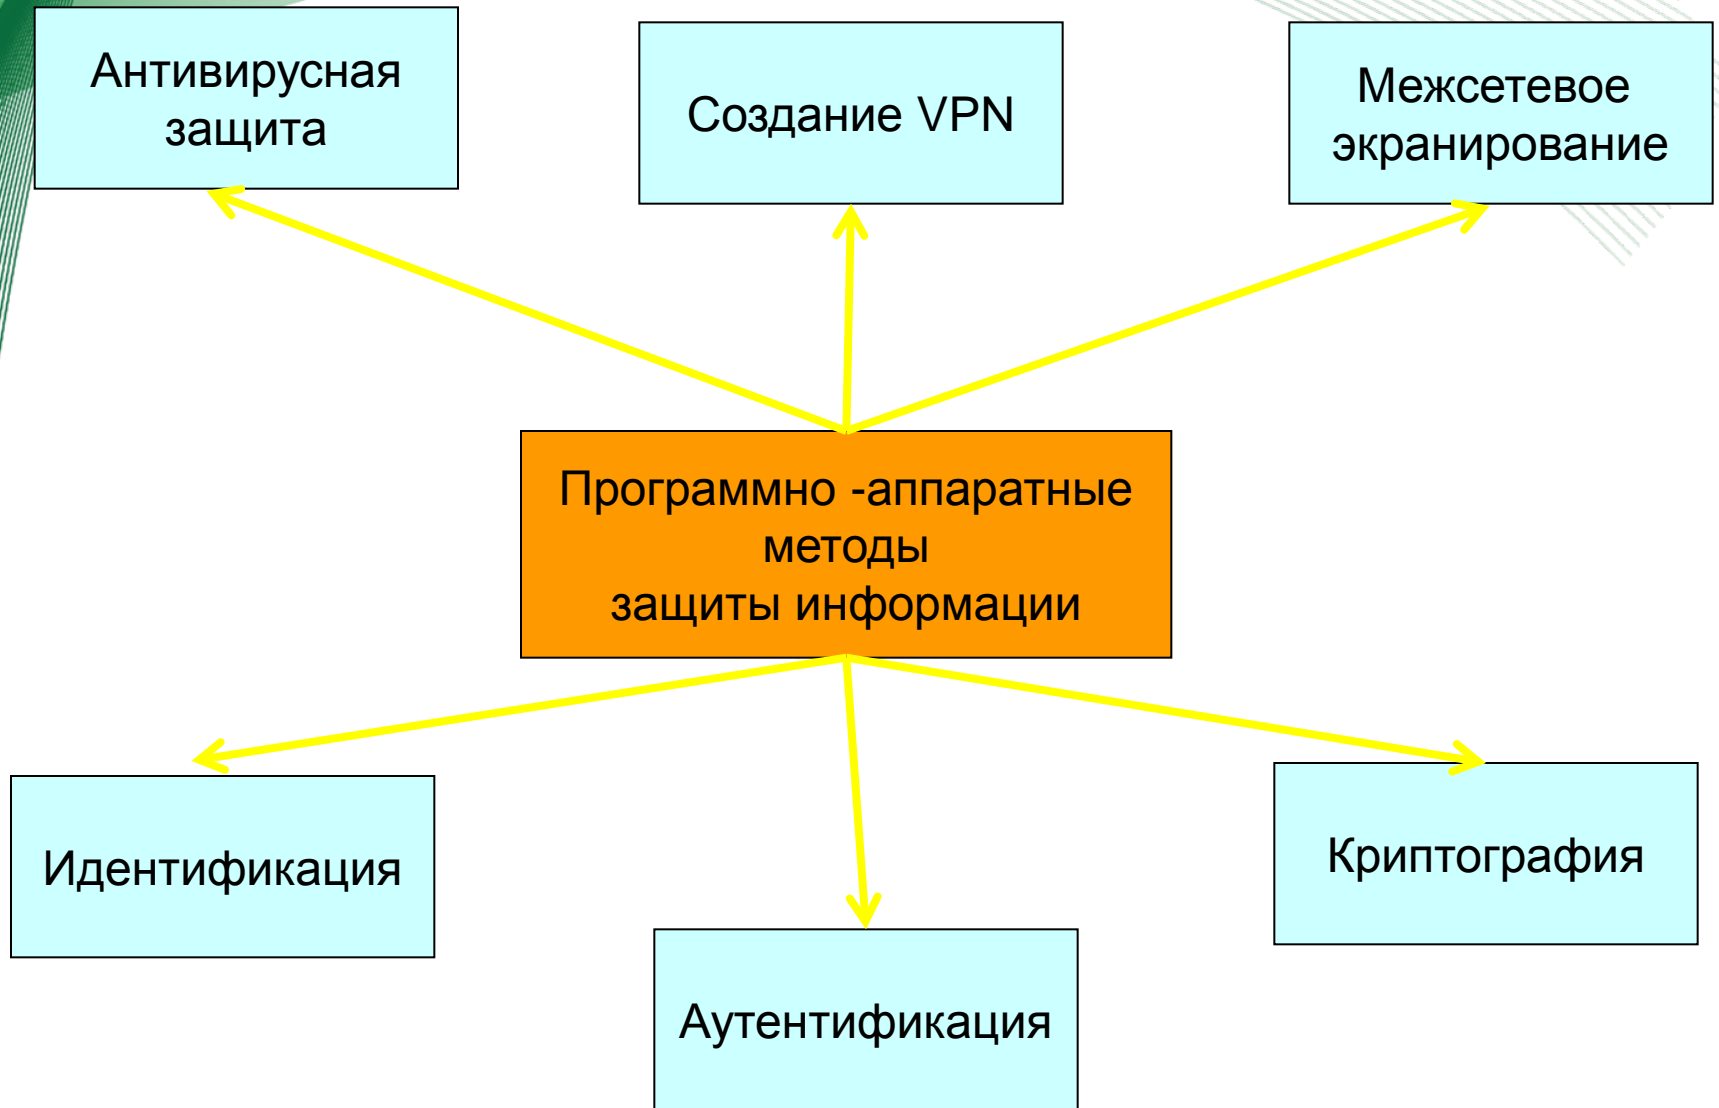 Антивирусная
защита
Создание VPN
Межсетевое
экранирование
Программно -аппаратные
методы
защиты информации
Идентификация
Криптография
Аутентификация